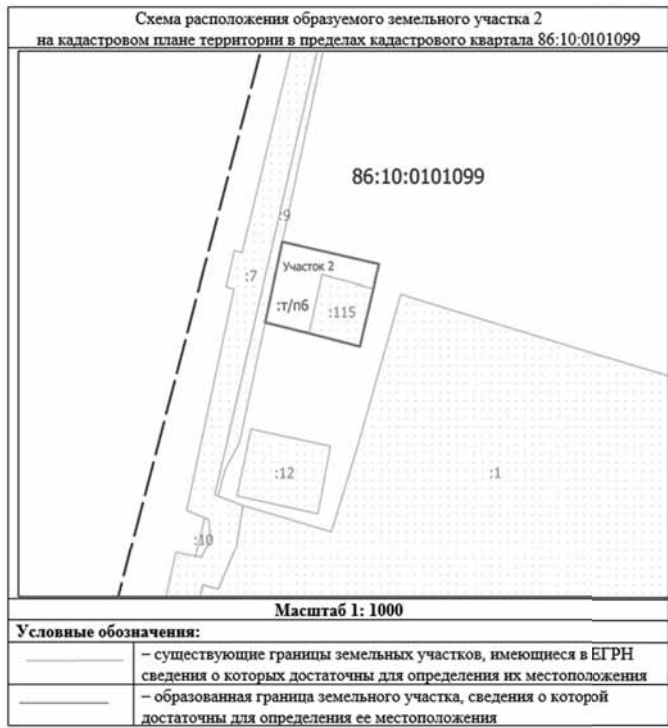 Схема расположения образуемого земельного участка 2
на кадастровом плане территории в пределах кадастрового квартала 86:10:0101099
86:10:0101099
:9
Участок 2
:7
:т/п6
:115
:12
:1
:10
Масштаб 1: 1000
Условные обозначения:
– существующие границы земельных участков, имеющиеся в ЕГРН
сведения о которых достаточны для определения их местоположения
– образованная граница земельного участка, сведения о которой
достаточны для определения ее местоположения